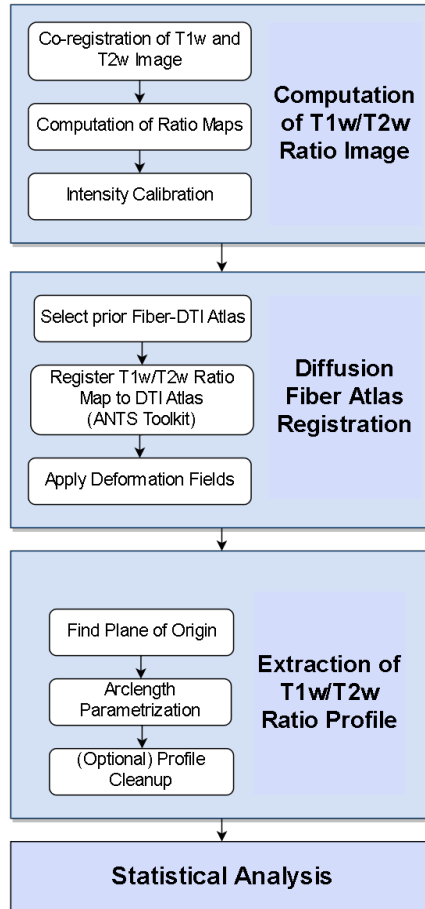 Co-registration of T1w and
T2w Image
Computation of Ratio Maps
Intensity Calibration
Computation
of T1w/T2w
Ratio Image
Select prior Fiber-DTI Atlas
Register T1w/T2w Ratio
Map to DTI Atlas
(ANTS Toolkit)
Apply Deformation Fields
Diffusion
Fiber Atlas
Registration
Find Plane of Origin
Arclength
Parametrization
(Optional) Profile
Cleanup
Extraction of
T1w/T2w
Ratio Profile
Statistical Analysis